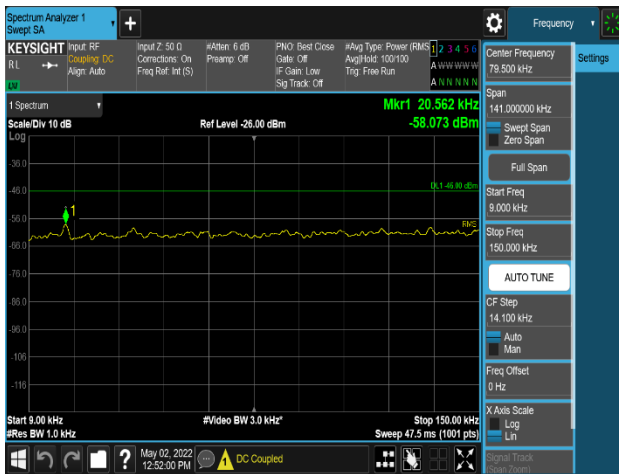 Spectrum Analyzer 1
Swept SA
Frequency
KEYSIGHT
R L
Input: RF
Coupling: DC
Align: Auto
Input Z: 50 Ω
Corrections: On
Freq Ref: Int (S)
#Atten: 6 dB
Preamp: Off
PNO: Best Close
Gate: Off
IF Gain: Low
Sig Track: Off
#Avg Type: Power (RMS
Avg|Hold: 100/100
Trig: Free Run
1 2 3 4 5 6
A W W W W W
A N N N N N
1 Spectrum
Scale/Div 10 dB
Ref Level -26.00 dBm
Mkr1 20.562 kHz
-58.073 dBm
Log
-36.0
DL1 -46.00 dBm
-46.0
1
-56.0
RMS
-66.0
-76.0
-86.0
-96.0
-106
-116
Start 9.00 kHz
#Video BW 3.0 kHz*
Stop 150.00 kHz
#Res BW 1.0 kHz
Sweep 47.5 ms (1001 pts)
Center Frequency
79.500 kHz
Settings
Span
141.000000 kHz
Swept Span
Zero Span
Full Span
Start Freq
9.000 kHz
Stop Freq
150.000 kHz
AUTO TUNE
CF Step
14.100 kHz
Auto
Man
Freq Offset
0 Hz
X Axis Scale
Log
Lin
Signal Track
(Span Zoom)
?
May 02, 2022
12:52:00 PM
DC Coupled